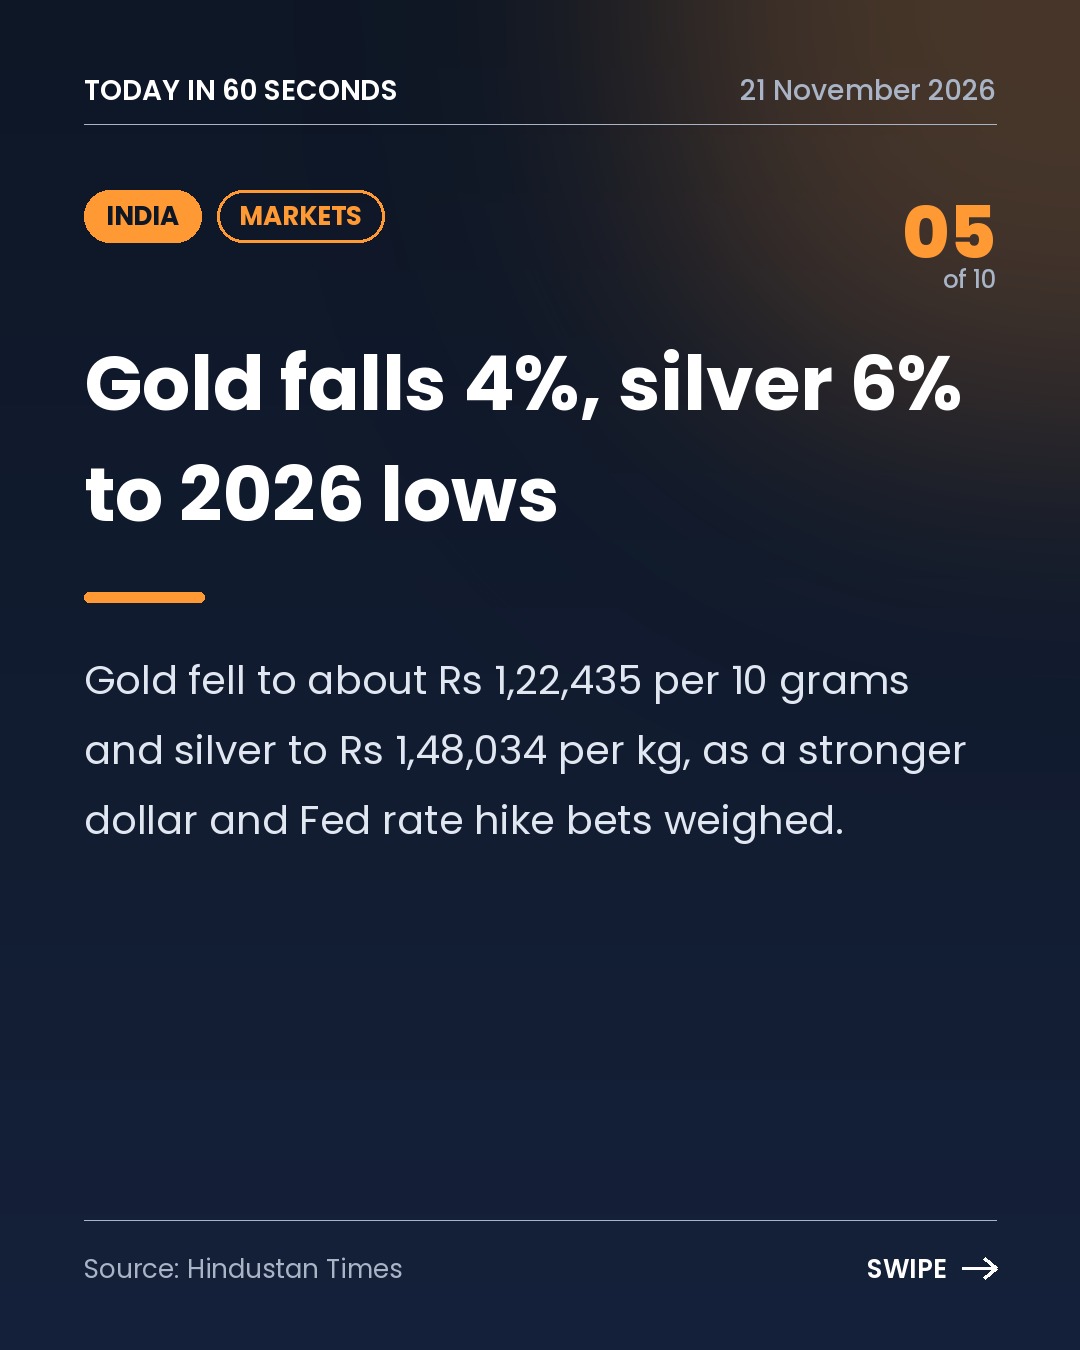 TODAY IN 60 SECONDS
21 November 2026
INDIA
MARKETS
05
of 10
Gold falls 4%, silver 6%
to 2026 lows
Gold fell to about Rs 1,22,435 per 10 grams
and silver to Rs 1,48,034 per kg, as a stronger
dollar and Fed rate hike bets weighed.
Source: Hindustan Times
SWIPE →